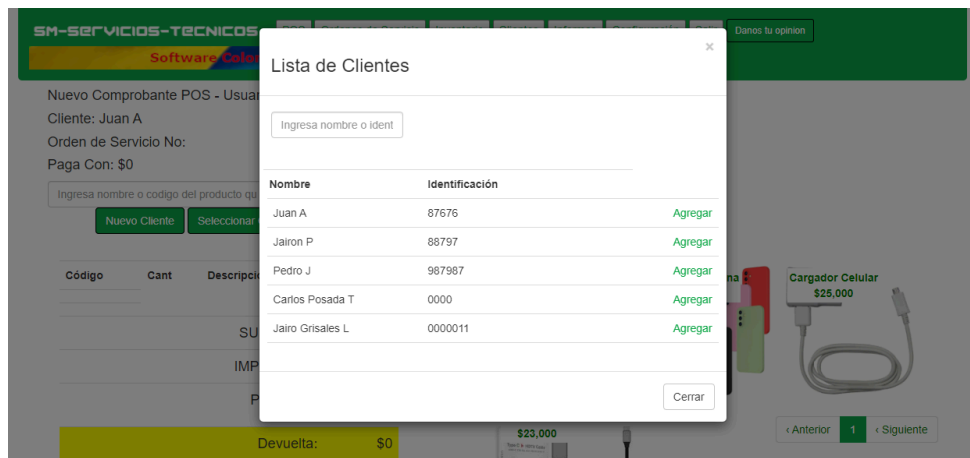 SM-SERVICIOS-TECNICOS
Danos tu opinion
Software
Nuevo Comprobante POS - Usuar
Cliente: Juan A
Orden de Servicio No:
Paga Con: $0
Ingresa nombre o codigo del producto qu
Nuevo Cliente
Seleccionar
Código Cant Descripci
SU
IMP
P
Devuelta: $0
×
Lista de Clientes
Ingresa nombre o ident
Nombre Identificación
Juan A 87676 Agregar
Jairon P 88797 Agregar
Pedro J 987987 Agregar
Carlos Posada T 0000 Agregar
Jairo Grisales L 0000011 Agregar
Cerrar
na
Cargador Celular
$25,000
$23,000
‹ Anterior 1 ‹ Siguiente